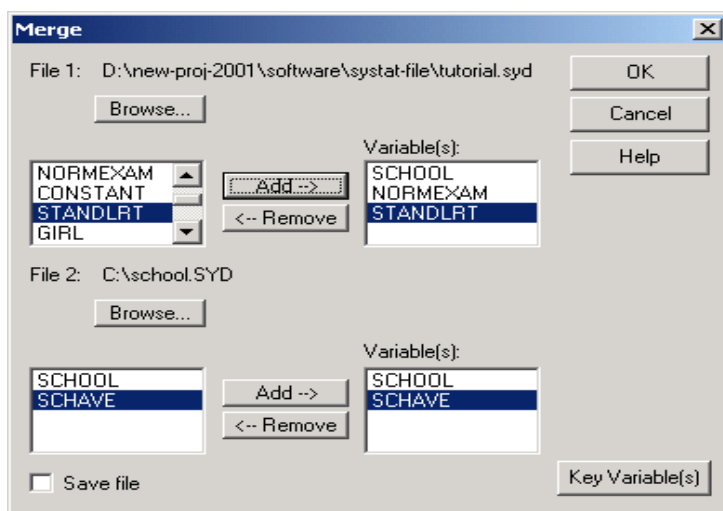 Merge
File 1: D:\new-proj-2001\software\systat-file\tutorial.syd
OK
Browse...
Cancel
Help
Variable(s):
NORMEXAM
CONSTANT
STANDLRT
GIRL
Add -->
<-- Remove
SCHOOL
NORMEXAM
STANDLRT
File 2: C:\school.SYD
Browse...
Variable(s):
SCHOOL
SCHAVE
Add -->
<-- Remove
SCHOOL
SCHAVE
Save file
Key Variable(s)